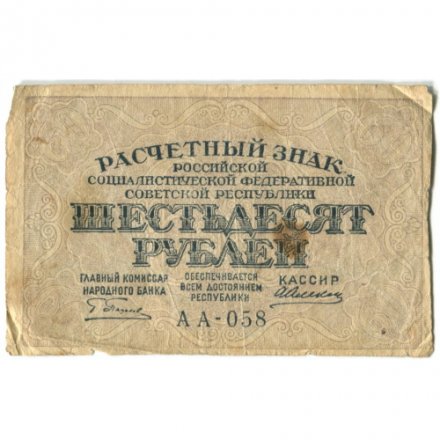 РАСЧЕТНЫЙ ЗНАК
РОССИЙСКОЙ
СОЦИАЛИСТИЧЕСКОЙ ФЕДЕРАТИВНОЙ
СОВЕТСКОЙ РЕСПУБЛИКИ
ШЕСТЬДЕСЯТ
РУБЛЕЙ
ГЛАВНЫЙ КОМИССАР
НАРОДНОГО БАНКА
ОБЕСПЕЧИВАЕТСЯ
ВСЕМ ДОСТОЯНИЕМ
РЕСПУБЛИКИ
КАССИР
АА-058